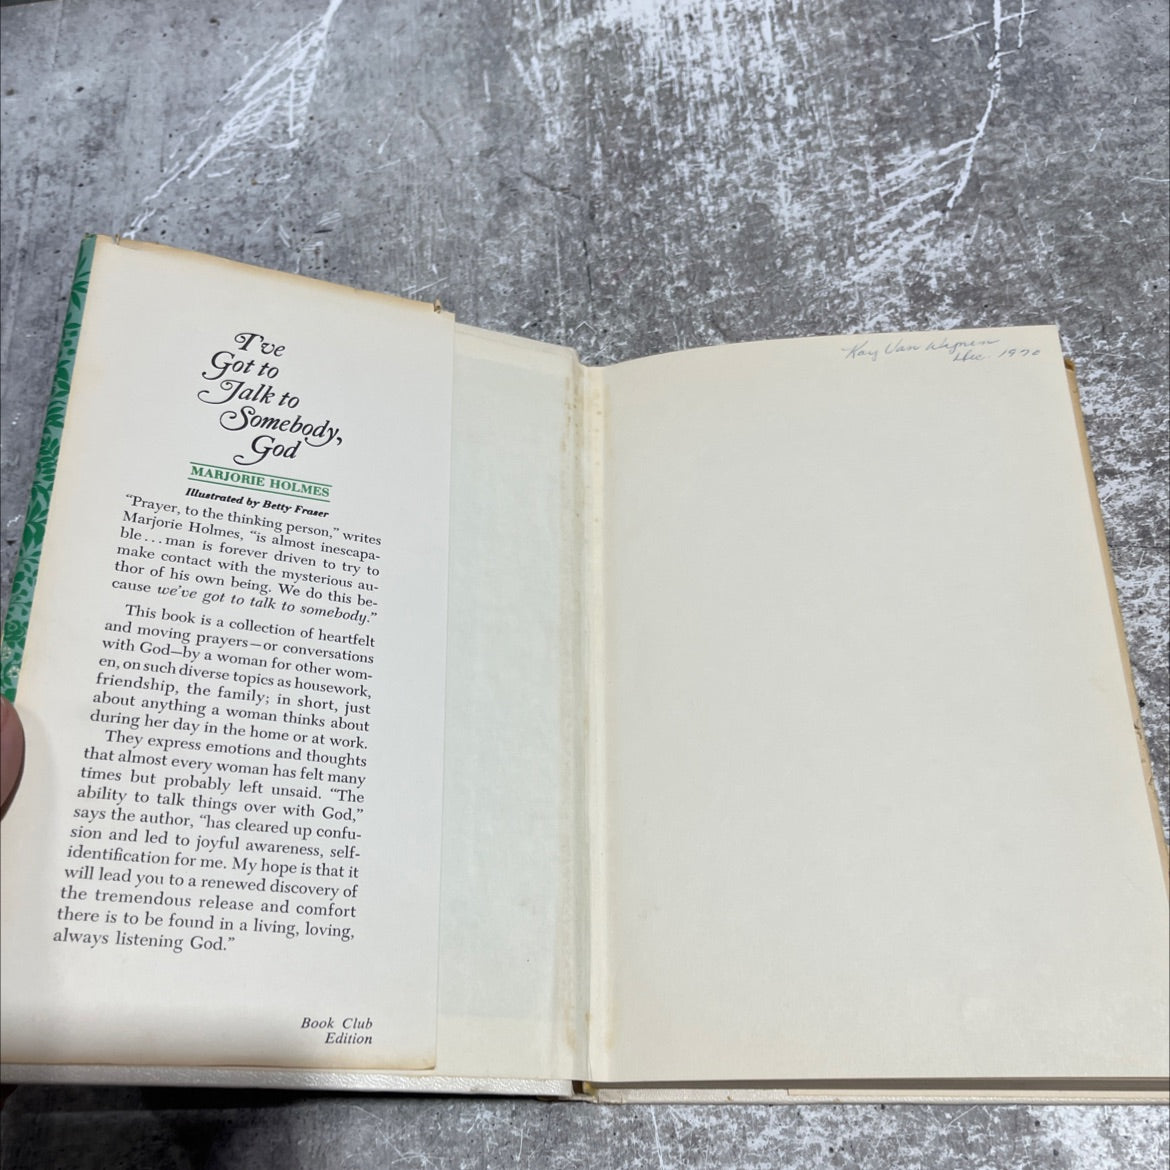 I've
Got to
Talk to
Somebody,
God
MARJORIE HOLMES
Illustrated by Betty Fraser
“Prayer, to the thinking person,” writes
Marjorie Holmes, “is almost inescapa-
ble...man is forever driven to try to
make contact with the mysterious au-
thor of his own being. We do this be-
cause we've got to talk to somebody.”
This book is a collection of heartfelt
and moving prayers—or conversations
with God—by a woman for other wom-
en, on such diverse topics as housework,
friendship, the family; in short, just
about anything a woman thinks about
during her day in the home or at work.
They express emotions and thoughts
that almost every woman has felt many
times but probably left unsaid. “The
ability to talk things over with God,”
says the author, “has cleared up confu-
sion and led to joyful awareness, self-
identification for me. My hope is that it
will lead you to a renewed discovery of
the tremendous release and comfort
there is to be found in a living, loving,
always listening God.”
Book Club
Edition
Kay Van
Dec. 1970